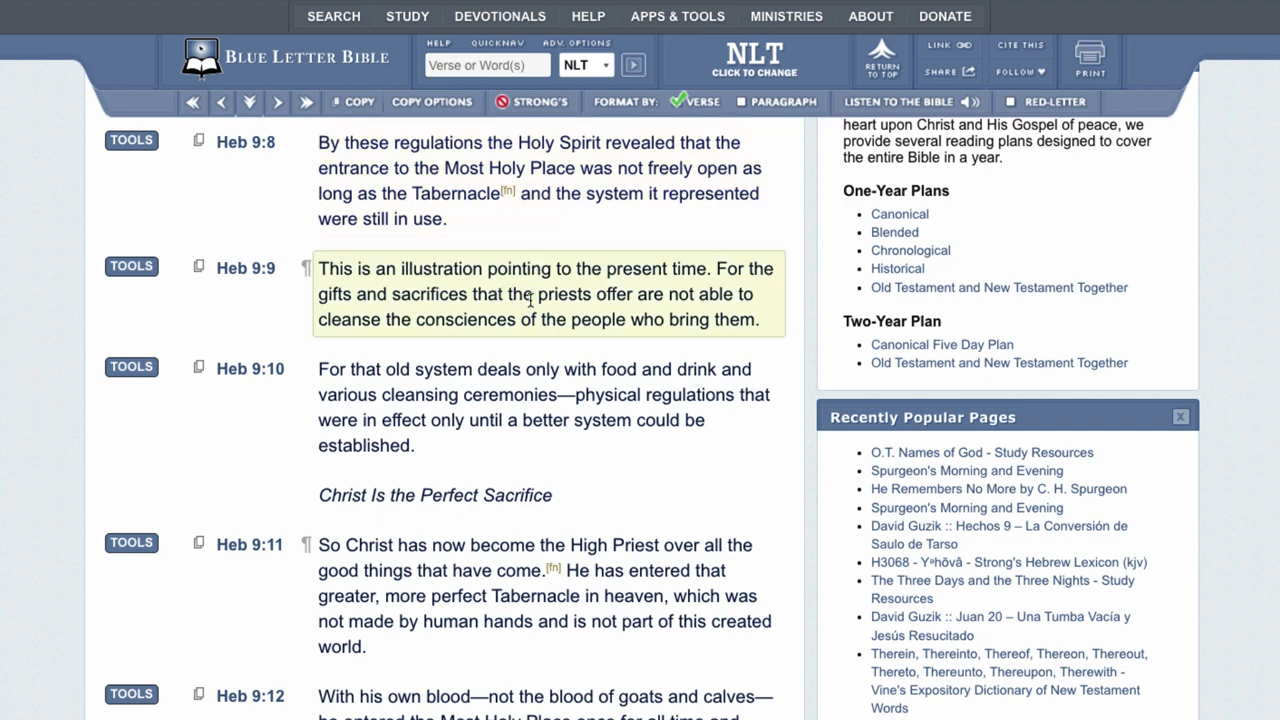 SEARCH STUDY DEVOTIONALS HELP APPS & TOOLS MINISTRIES ABOUT DONATE
BLUE LETTER BIBLE
HELP QUICKNAV ADV. OPTIONS
Verse or Word(s) NLT
NLT
CLICK TO CHANGE
RETURN
TO TOP
LINK CITE THIS
SHARE FOLLOW
PRINT
COPY COPY OPTIONS STRONG'S FORMAT BY: VERSE PARAGRAPH LISTEN TO THE BIBLE RED-LETTER
TOOLS Heb 9:8
By these regulations the Holy Spirit revealed that the
entrance to the Most Holy Place was not freely open as
long as the Tabernacle[fn] and the system it represented
were still in use.
TOOLS Heb 9:9 ¶
This is an illustration pointing to the present time. For the
gifts and sacrifices that the priests offer are not able to
cleanse the consciences of the people who bring them.
TOOLS Heb 9:10
For that old system deals only with food and drink and
various cleansing ceremonies—physical regulations that
were in effect only until a better system could be
established.
Christ Is the Perfect Sacrifice
TOOLS Heb 9:11 ¶
So Christ has now become the High Priest over all the
good things that have come.[fn] He has entered that
greater, more perfect Tabernacle in heaven, which was
not made by human hands and is not part of this created
world.
TOOLS Heb 9:12
With his own blood—not the blood of goats and calves—
he entered the Most Holy Place once for all time and
heart upon Christ and His Gospel of peace, we
provide several reading plans designed to cover
the entire Bible in a year.
One-Year Plans
• Canonical
• Blended
• Chronological
• Historical
• Old Testament and New Testament Together
Two-Year Plan
• Canonical Five Day Plan
• Old Testament and New Testament Together
Recently Popular Pages X
• O.T. Names of God - Study Resources
• Spurgeon's Morning and Evening
• He Remembers No More by C. H. Spurgeon
• Spurgeon's Morning and Evening
• David Guzik :: Hechos 9 – La Conversión de
Saulo de Tarso
• H3068 - Yᵊhōvâ - Strong's Hebrew Lexicon (kjv)
• The Three Days and the Three Nights - Study
Resources
• David Guzik :: Juan 20 – Una Tumba Vacía y
Jesús Resucitado
• Therein, Thereinto, Thereof, Thereon, Thereout,
Thereto, Thereunto, Thereupon, Therewith -
Vine's Expository Dictionary of New Testament
Words